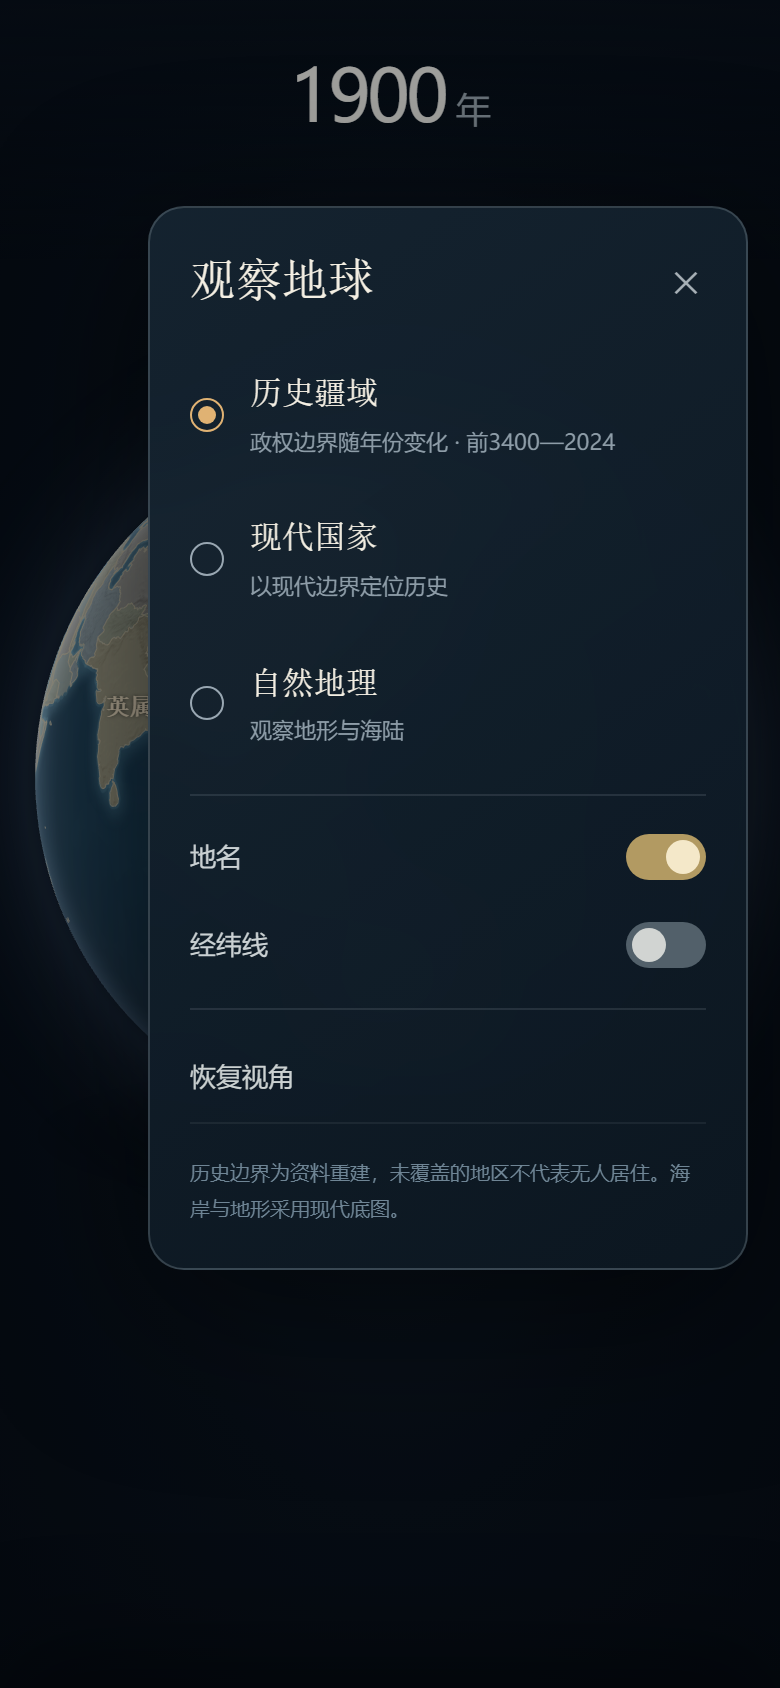 1900 年
观察地球
历史疆域
政权边界随年份变化 · 前3400—2024
现代国家
以现代边界定位历史
自然地理
观察地形与海陆
英属
地名
经纬线
恢复视角
历史边界为资料重建，未覆盖的地区不代表无人居住。海
岸与地形采用现代底图。